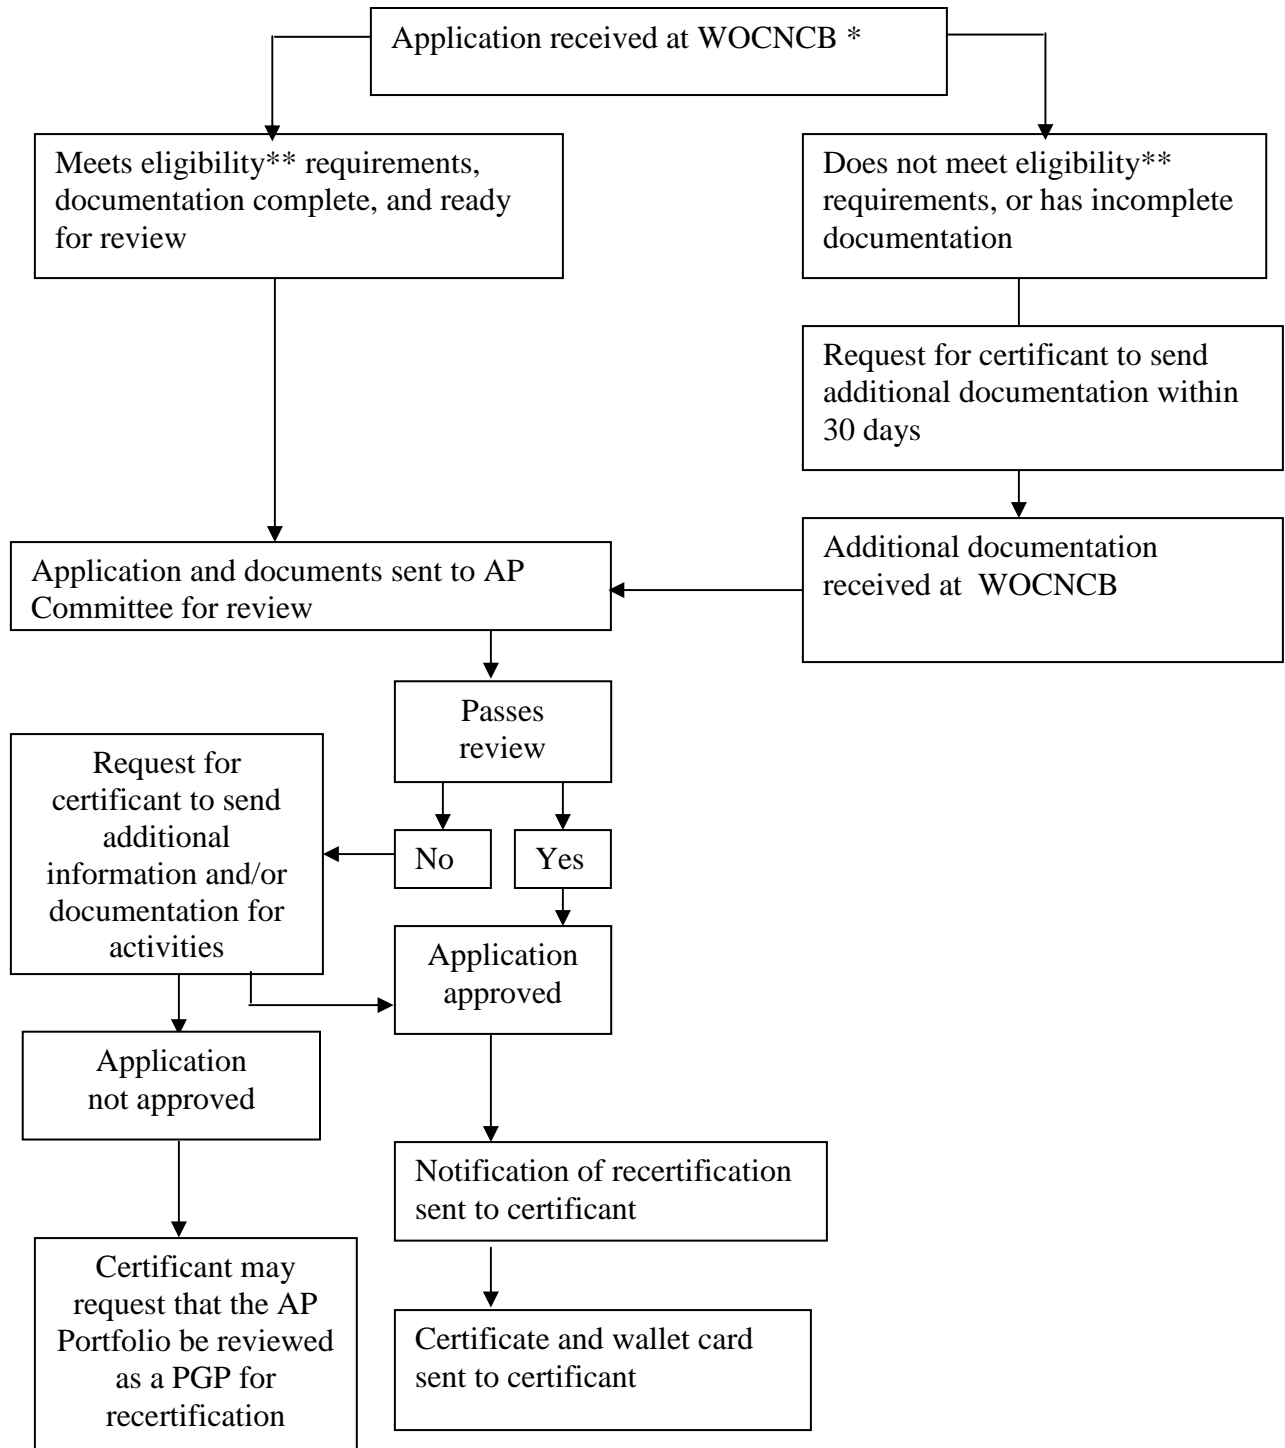 Application received at WOCNCB *
Meets eligibility** requirements,
documentation complete, and ready
for review
Does not meet eligibility**
requirements, or has incomplete
documentation
Request for certificant to send
additional documentation within
30 days
Additional documentation
received at WOCNCB
Application and documents sent to AP
Committee for review
Passes
review
No
Yes
Request for
certificant to send
additional
information and/or
documentation for
activities
Application
approved
Application
not approved
Notification of recertification
sent to certificant
Certificant may
request that the AP
Portfolio be reviewed
as a PGP for
recertification
Certificate and wallet card
sent to certificant